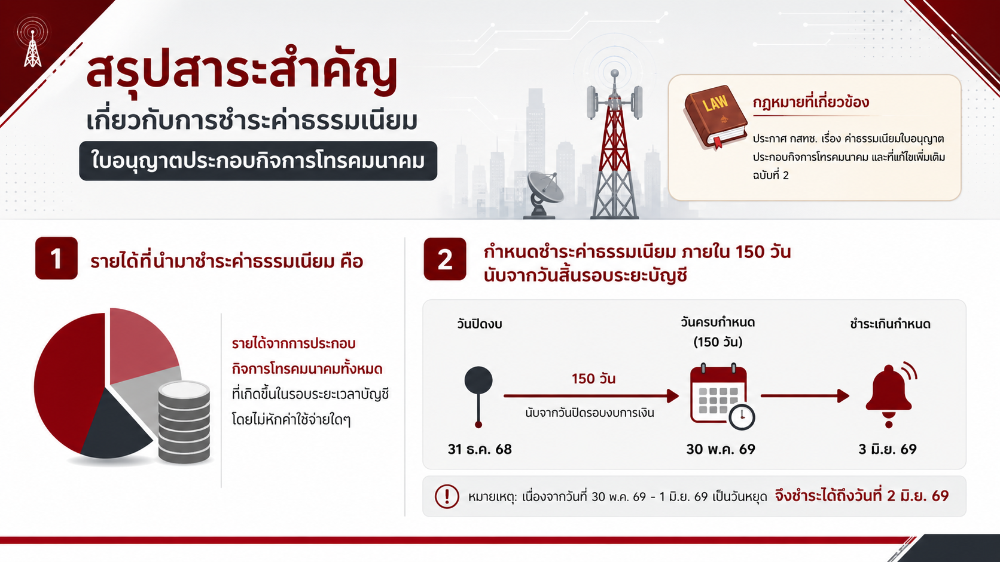 สรุปสาระสำคัญ
เกี่ยวกับการชำระค่าธรรมเนียม
ใบอนุญาตประกอบกิจการโทรคมนาคม
LAW
กฎหมายที่เกี่ยวข้อง
ประกาศ กสทช. เรื่อง ค่าธรรมเนียมใบอนุญาต
ประกอบกิจการโทรคมนาคม และที่แก้ไขเพิ่มเติม
ฉบับที่ 2
1
รายได้ที่นำมาชำระค่าธรรมเนียม คือ
รายได้จากการประกอบ
กิจการโทรคมนาคมทั้งหมด
ที่เกิดขึ้นในรอบระยะเวลาบัญชี
โดยไม่หักค่าใช้จ่ายใดๆ
2
กำหนดชำระค่าธรรมเนียม ภายใน 150 วัน
นับจากวันสิ้นรอบระยะบัญชี
วันปิดงบ
31 ธ.ค. 68
150 วัน
นับจากวันปิดรอบงบการเงิน
วันครบกำหนด
(150 วัน)
30 พ.ค. 69
ชำระเกินกำหนด
3 มิ.ย. 69
หมายเหตุ: เนื่องจากวันที่ 30 พ.ค. 69 - 1 มิ.ย. 69 เป็นวันหยุด จึงชำระได้ถึงวันที่ 2 มิ.ย. 69